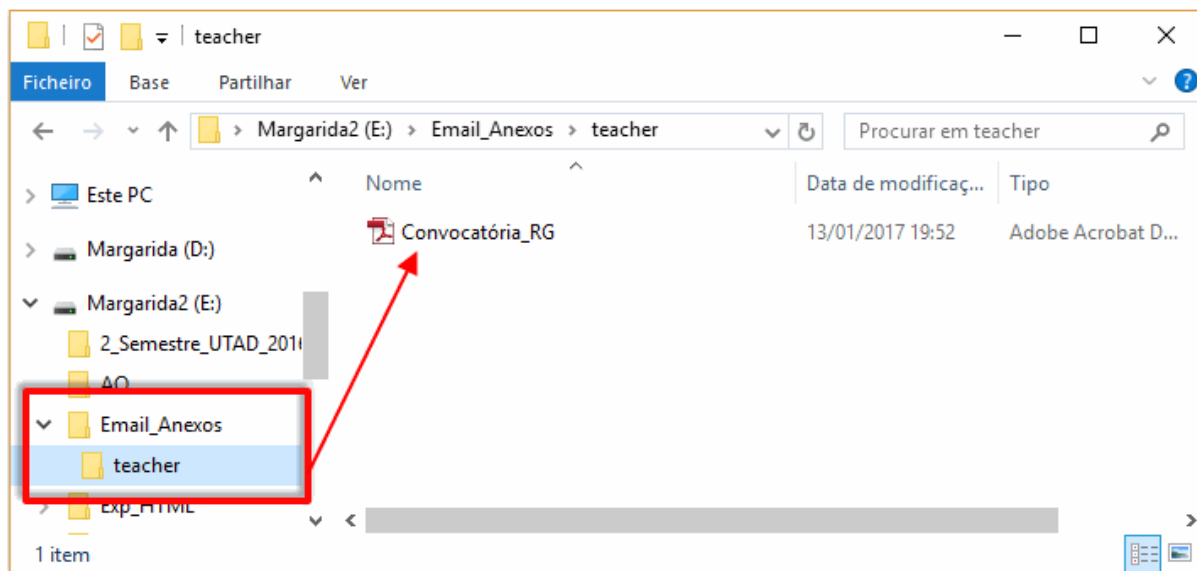 teacher
Ficheiro Base Partilhar Ver
Margarida2 (E:) > Email_Anexos > teacher
Procurar em teacher
Este PC
Margarida (D:)
Margarida2 (E:)
2_Semestre_UTAD_201
AO
Email_Anexos
teacher
Exp_HTML
Nome Data de modificaç... Tipo
Convocatória_RG 13/01/2017 19:52 Adobe Acrobat D...
1 item